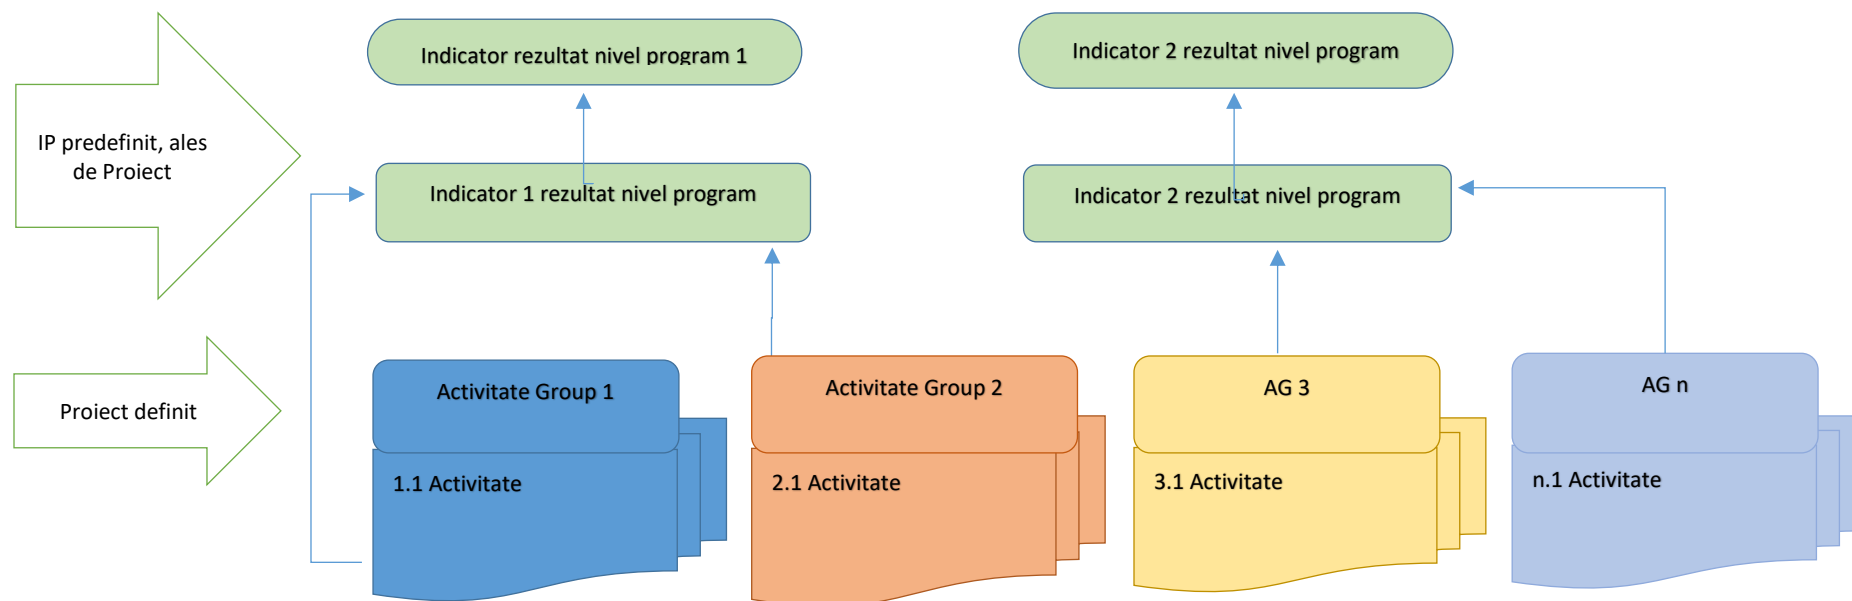 Indicator rezultat nivel program 1
Indicator 2 rezultat nivel program
IP predefinit, ales
de Proiect
Indicator 1 rezultat nivel program
Indicator 2 rezultat nivel program
Proiect definit
Activitate Group 1
Activitate Group 2
AG 3
AG n
1.1 Activitate
2.1 Activitate
3.1 Activitate
n.1 Activitate